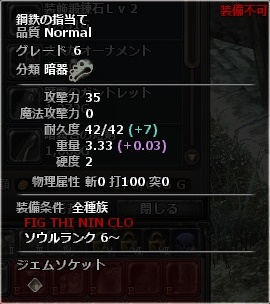 装備不可
鋼鉄の指当て
品質 Normal
グレード 6
分類 暗器
攻撃力 35
魔法攻撃力 0
耐久度 42/42 (+7)
重量 3.33 (+0.03)
硬度 2
物理属性 斬0 打100 突0
装備条件 全種族
FIG THI NIN CLO
ソウルランク 6~
ジェムソケット
閉じる